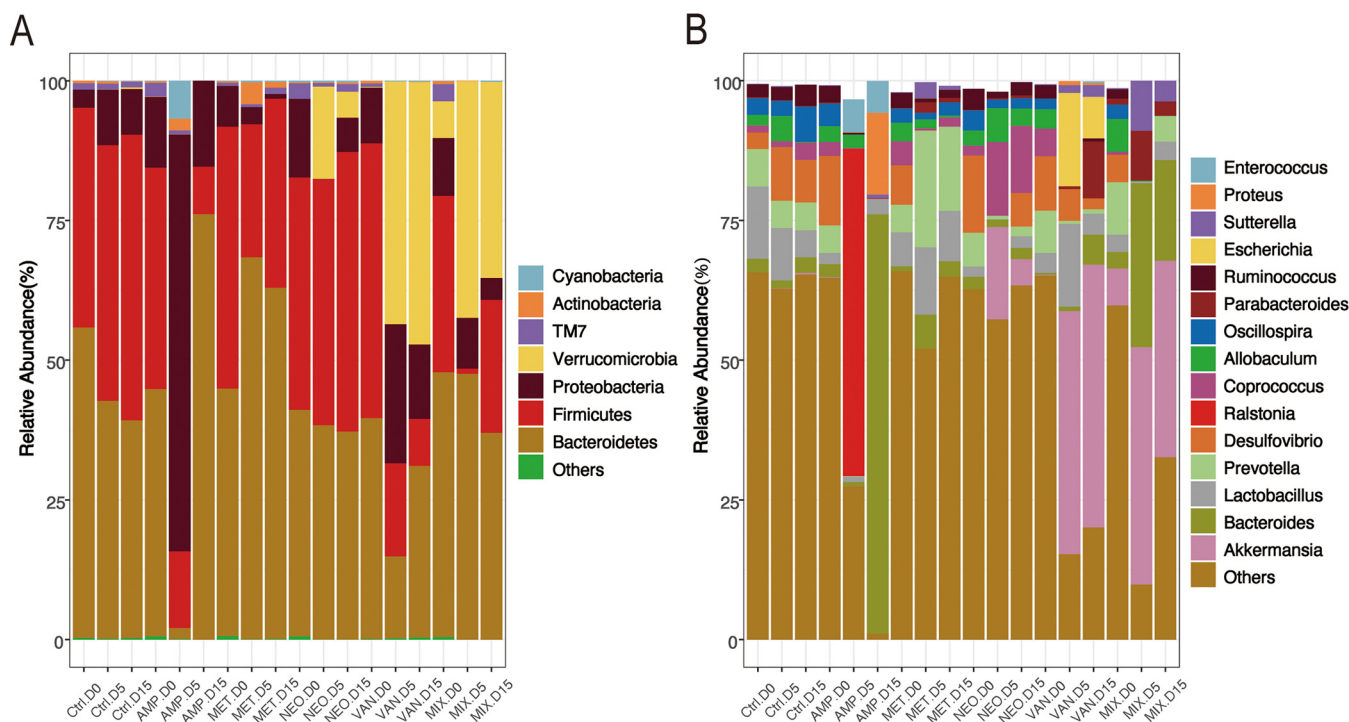 A
Relative Abundance(%)
100
75
50
25
0
Ctrl.D0
Ctrl.D5
Ctrl.D15
AMP.D0
AMP.D5
AMP.D15
MET.D0
MET.D5
MET.D15
NEO.D0
NEO.D5
NEO.D15
VAN.D0
VAN.D5
VAN.D15
MIX.D0
MIX.D5
MIX.D15
Cyanobacteria
Actinobacteria
TM7
Verrucomicrobia
Proteobacteria
Firmicutes
Bacteroidetes
Others
B
Relative Abundance(%)
100
75
50
25
0
Ctrl.D0
Ctrl.D5
Ctrl.D15
AMP.D0
AMP.D5
AMP.D15
MET.D0
MET.D5
MET.D15
NEO.D0
NEO.D5
NEO.D15
VAN.D0
VAN.D5
VAN.D15
MIX.D0
MIX.D5
MIX.D15
Enterococcus
Proteus
Sutterella
Escherichia
Ruminococcus
Parabacteroides
Oscillospira
Allobaculum
Coprococcus
Ralstonia
Desulfovibrio
Prevotella
Lactobacillus
Bacteroides
Akkermansia
Others